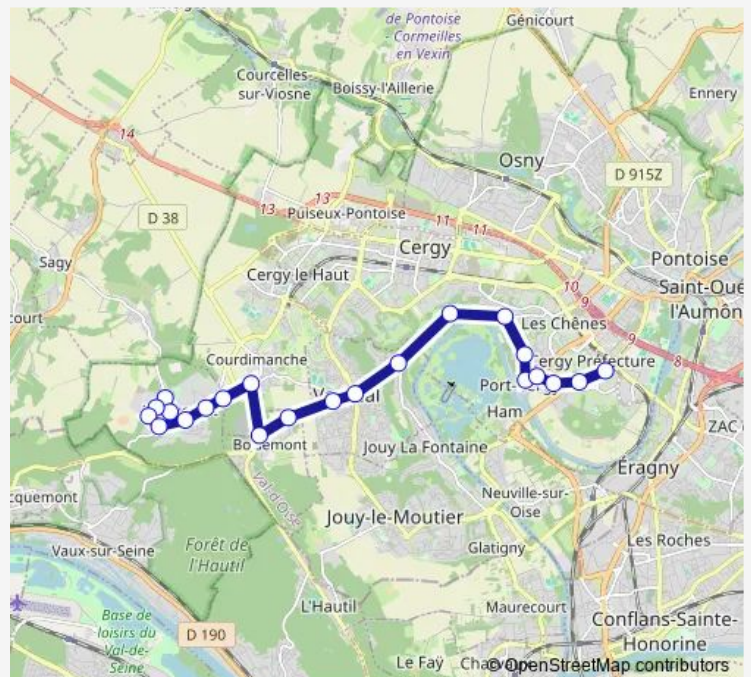 de Pontoise
- Cormeilles
en Vexin
Génicourt
Courcelles-
sur-Viosne
Boissy-l'Aillerie
Ennery
14
Osny
D 915Z
D 38
13
13
Puiseux-Pontoise
11
11
Cergy
Pontoise
Sagy
Cergy le Haut
10
Saint-Oue
l'Aumôn
9
court
Les Chênes
9
Courdimanche
ergy Préfecture
8
Port-
Ham
ZAC
Jouy La Fontaine
Val-d'Oise
Éragny
cquemont
Neuville-sur-
Oise
Jouy-le-Moutier
Vaux-sur-Seine
Forêt de
l'Hautil
Glatigny
Les Roches
Base de
loisirs du
Val-de-
Seine
L'Hautil
Maurecourt
D 190
Conflans-Sainte-
Honorine
Le Faÿ
© OpenStreetMap contributors